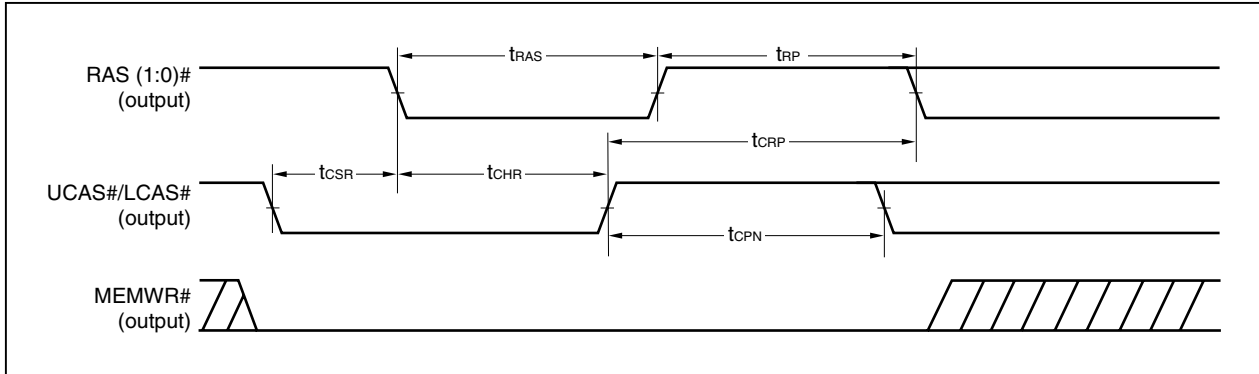 tRAS
tRP
RAS (1:0)#
(output)
tCRP
tCSR
tCHR
UCAS#/LCAS#
(output)
tCPN
MEMWR#
(output)